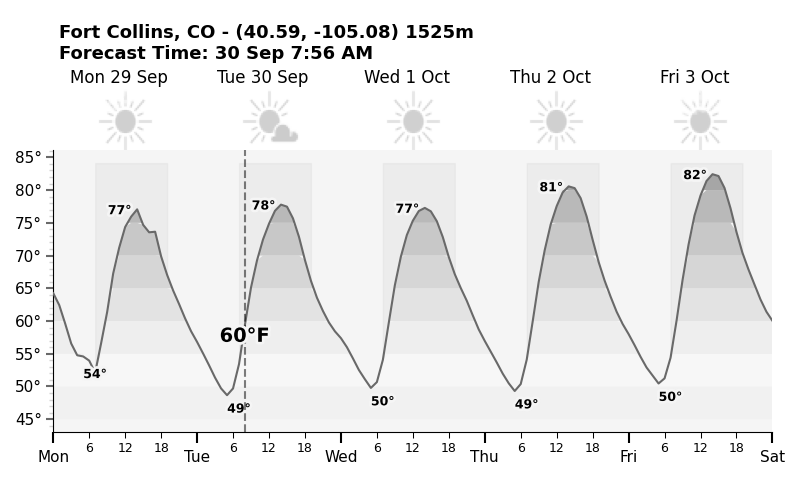 Fort Collins, CO - (40.59, -105.08) 1525m
Forecast Time: 30 Sep 7:56 AM
Mon 29 Sep Tue 30 Sep Wed 1 Oct Thu 2 Oct Fri 3 Oct
85°
80°
75°
70°
65°
60°
55°
50°
45°
77° 78° 77° 81° 82°
60°F
54° 49° 50° 49° 50°
6 12 18 6 12 18 6 12 18 6 12 18 6 12 18
Mon Tue Wed Thu Fri Sat